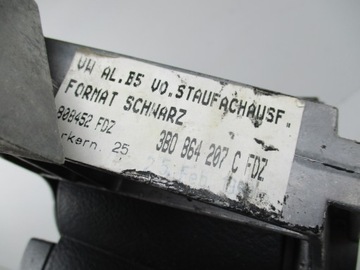 VW AL.B5 VO.STAUFACHAUSF.
FORMAT SCHWARZ
808452 FDZ 3B0 864 207 C FDZ
rkern. 25